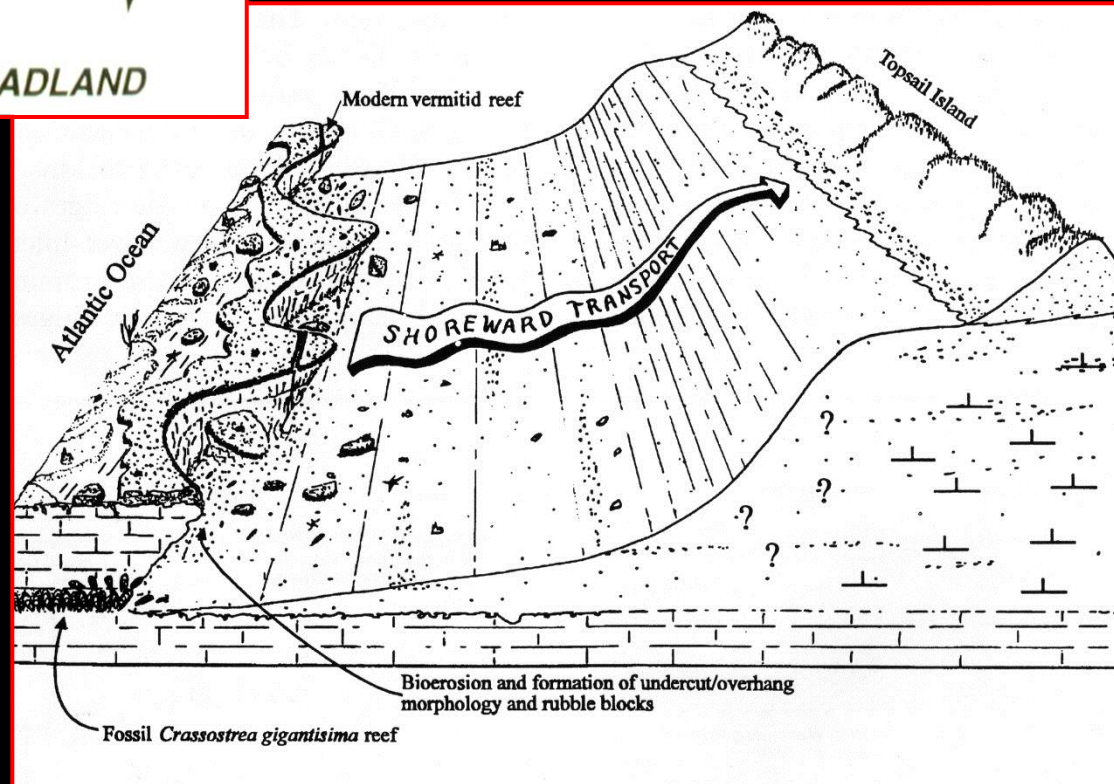 ADLAND
Modern vermitid reef
Topsail Island
Atlantic Ocean
SHOREWARD TRANSPORT
?
?
?
?
Bioerosion and formation of undercut/overhang
morphology and rubble blocks
Fossil Crassostrea gigantisima reef